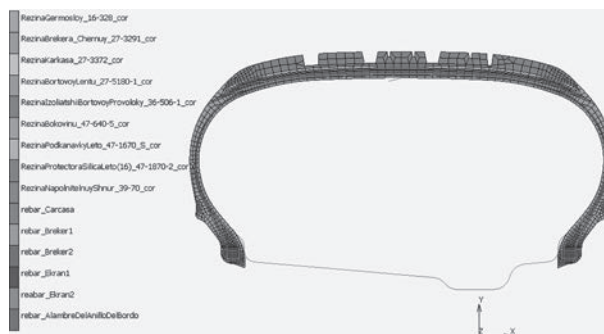 RezinaGermosloy_16-328_cor
RezinaBrekera_Chernuy_27-3291_cor
RezinaKarkasa_27-3372_cor
RezinaBortovoyLentu_27-5180-1_cor
RezinaIzoliatshiiBortovoyProvoloky_36-506-1_cor
RezinaBokovinu_47-640-5_cor
RezinaPodkanavkyLeto_47-1670_S_cor
RezinaProtectoraSilicaLeto(16)_47-1870-2_cor
RezinaNapolnitelnuyShnur_39-70_cor
rebar_Carcasa
rebar_Breker1
rebar_Breker2
rebar_Ekran1
reabar_Ekran2
rebar_AlambreDelAnilloDelBordo
Y
Z
X